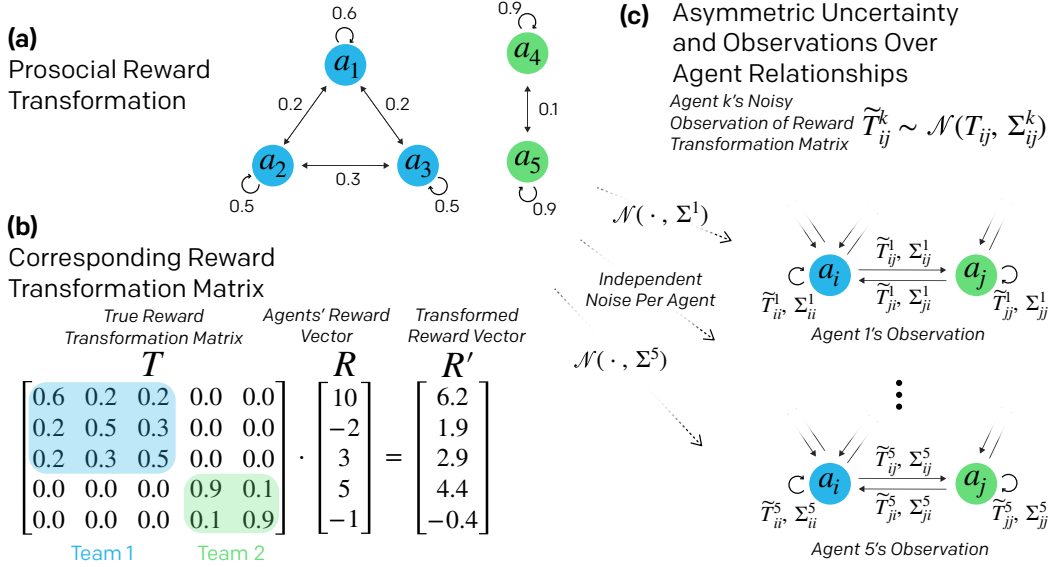 (a)
Prosocial Reward
Transformation
0.6
a₁
0.2
0.2
a₂
a₃
0.3
0.5
0.5
0.9
a₄
0.1
a₅
0.9
(b)
Corresponding Reward
Transformation Matrix
True Reward
Transformation Matrix
T
Agents' Reward
Vector
R
Transformed
Reward Vector
R′
0.6 0.2 0.2 0.0 0.0
0.2 0.5 0.3 0.0 0.0
0.2 0.3 0.5 0.0 0.0
0.0 0.0 0.0 0.9 0.1
0.0 0.0 0.0 0.1 0.9
·
10
−2
3
5
−1
=
6.2
1.9
2.9
4.4
−0.4
Team 1
Team 2
(c)
Asymmetric Uncertainty
and Observations Over
Agent Relationships
Agent k's Noisy
Observation of Reward
Transformation Matrix
T̃ᵏᵢⱼ ∼ 𝒩(Tᵢⱼ, Σᵏᵢⱼ)
𝒩( · , Σ¹)
Independent
Noise Per Agent
𝒩( · , Σ⁵)
aᵢ
T̃¹ᵢⱼ, Σ¹ᵢⱼ
T̃¹ⱼᵢ, Σ¹ⱼᵢ
aⱼ
T̃¹ᵢᵢ, Σ¹ᵢᵢ
T̃¹ⱼⱼ, Σ¹ⱼⱼ
Agent 1's Observation
⋮
aᵢ
T̃⁵ᵢⱼ, Σ⁵ᵢⱼ
T̃⁵ⱼᵢ, Σ⁵ⱼᵢ
aⱼ
T̃⁵ᵢᵢ, Σ⁵ᵢᵢ
T̃⁵ⱼⱼ, Σ⁵ⱼⱼ
Agent 5's Observation